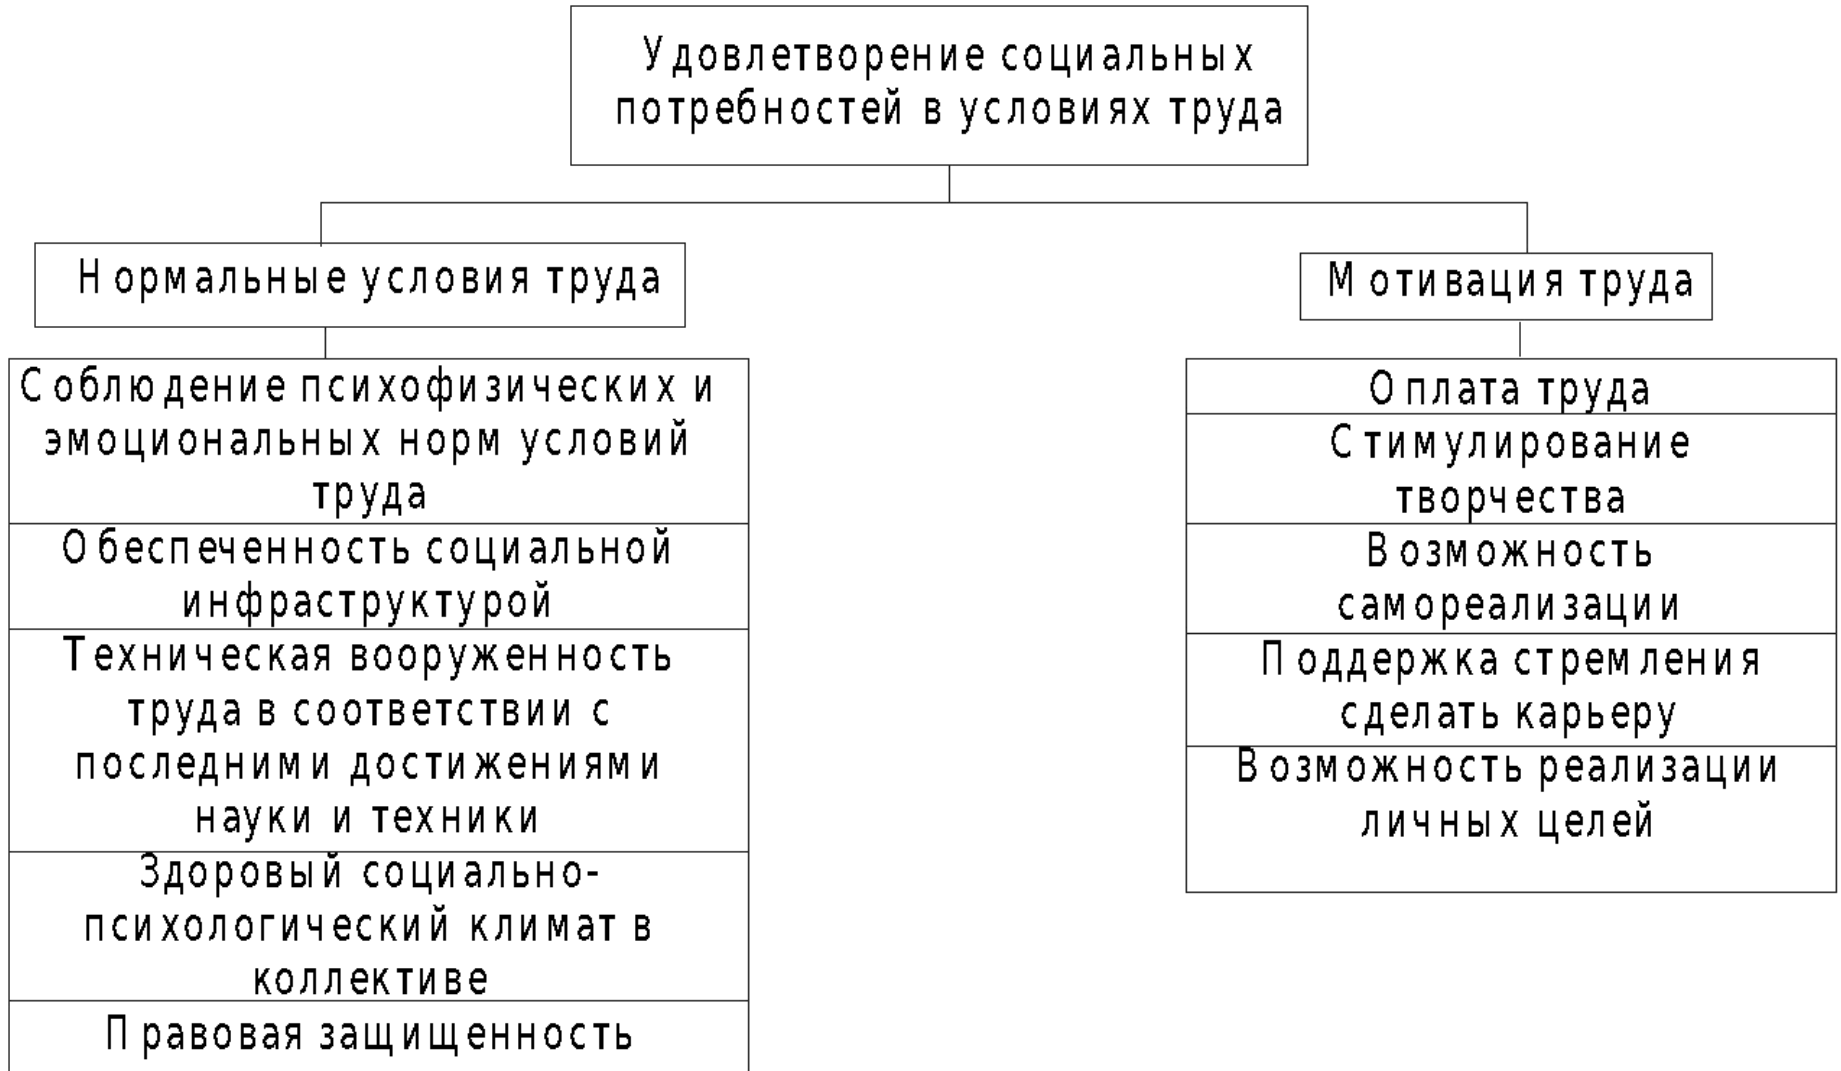 Удовлетворение социальных
потребностей в условиях труда
Нормальные условия труда
Соблюдение психофизических и
эмоциональных норм условий
труда
Обеспеченность социальной
инфраструктурой
Техническая вооруженность
труда в соответствии с
последними достижениями
науки и техники
Здоровый социально-
психологический климат в
коллективе
Правовая защищенность
Мотивация труда
Оплата труда
Стимулирование
творчества
Возможность
самореализации
Поддержка стремления
сделать карьеру
Возможность реализации
личных целей